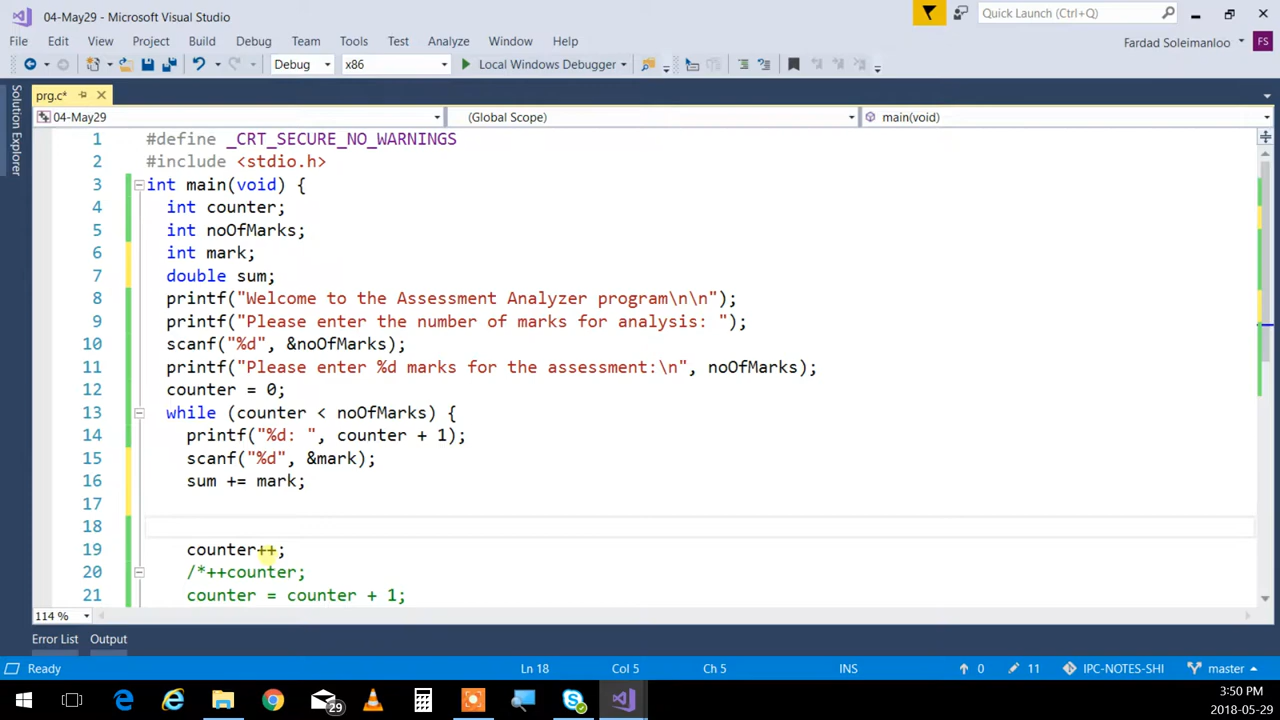 04-May29 - Microsoft Visual Studio
Quick Launch (Ctrl+Q)
File Edit View Project Build Debug Team Tools Test Analyze Window Help
Fardad Soleimanloo FS
Debug x86 Local Windows Debugger
Solution Explorer
prg.c*
04-May29 (Global Scope) main(void)
1 #define _CRT_SECURE_NO_WARNINGS
2 #include <stdio.h>
3 int main(void) {
4 int counter;
5 int noOfMarks;
6 int mark;
7 double sum;
8 printf("Welcome to the Assessment Analyzer program\n\n");
9 printf("Please enter the number of marks for analysis: ");
10 scanf("%d", &noOfMarks);
11 printf("Please enter %d marks for the assessment:\n", noOfMarks);
12 counter = 0;
13 while (counter < noOfMarks) {
14 printf("%d: ", counter + 1);
15 scanf("%d", &mark);
16 sum += mark;
17
18
19 counter++;
20 /*++counter;
21 counter = counter + 1;
114 %
Error List Output
Ready Ln 18 Col 5 Ch 5 INS 0 11 IPC-NOTES-SHI master
29
3:50 PM
2018-05-29